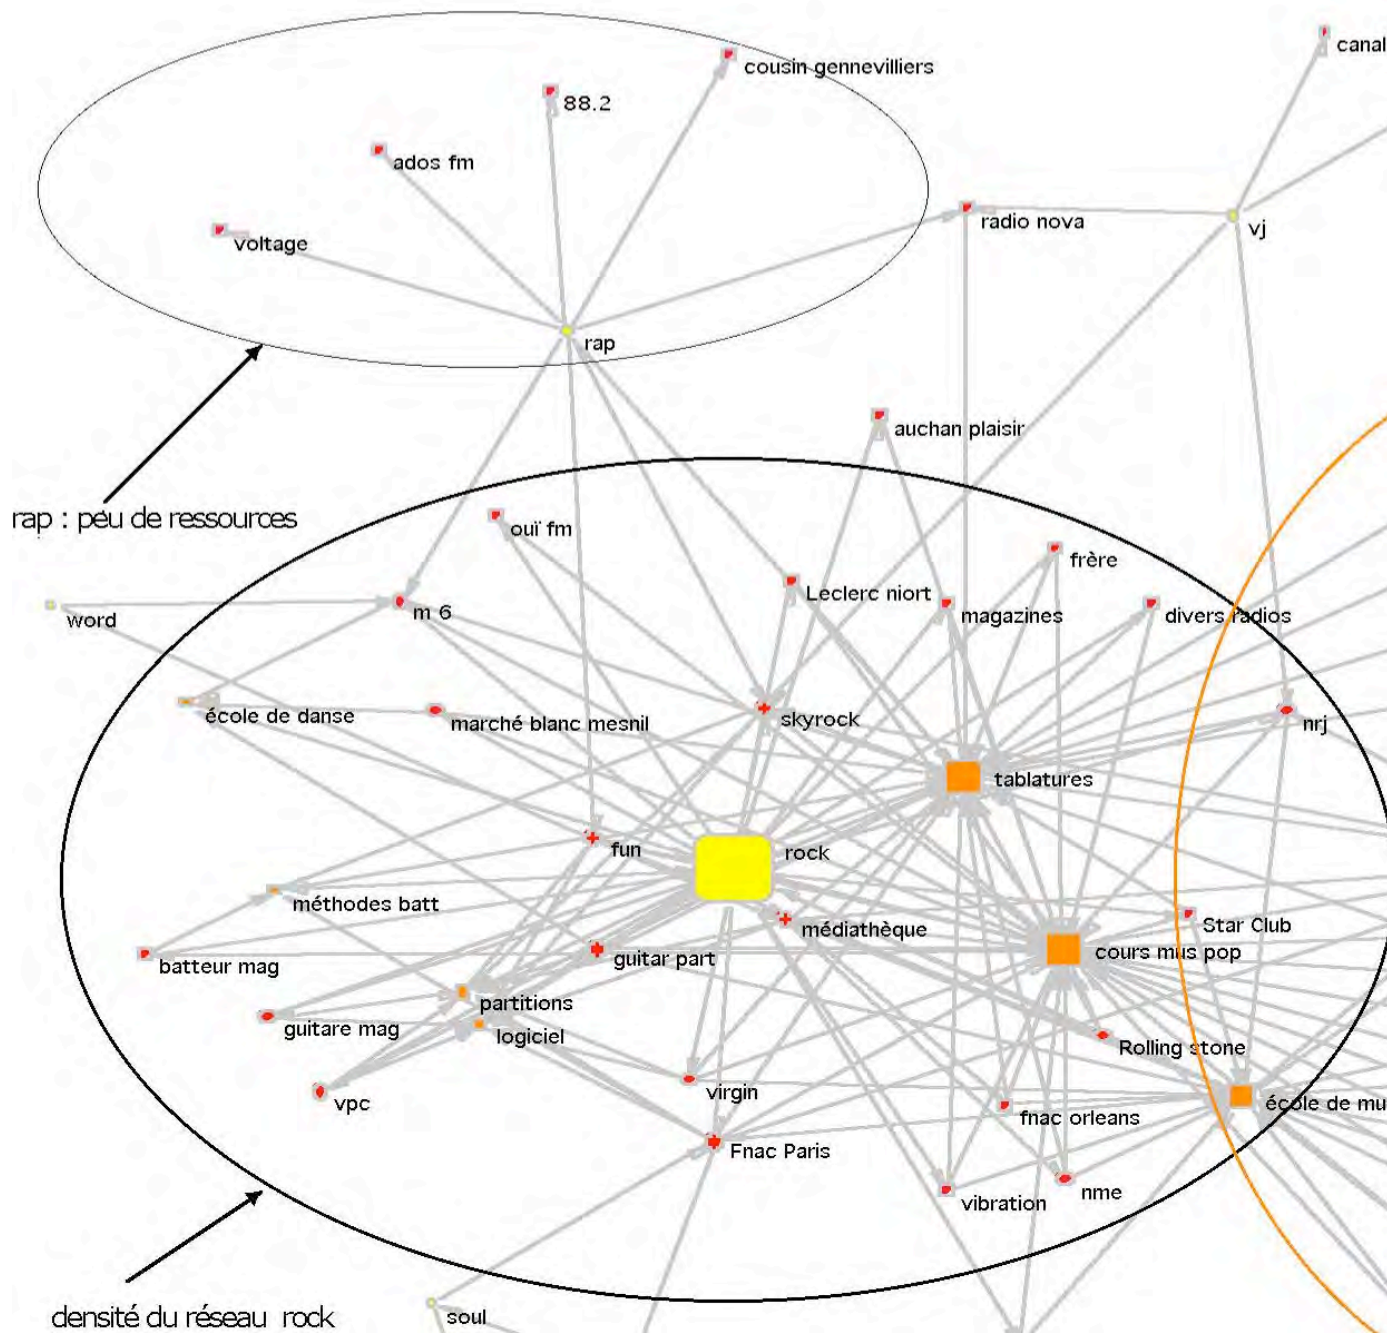 canal
cousin gennevilliers
88.2
ados fm
radio nova
vj
voltage
rap
auchan plaisir
rap : peu de ressources
ouï fm
frère
Leclerc niort
magazines
divers radios
m 6
word
école de danse
marché blanc mesnil
skyrock
nrj
tablatures
fun
rock
méthodes batt
Star Club
médiathèque
cours mus pop
guitar part
batteur mag
partitions
guitare mag
logiciel
Rolling stone
virgin
vpc
école de mu
fnac orleans
Fnac Paris
nme
vibration
densité du réseau rock
soul